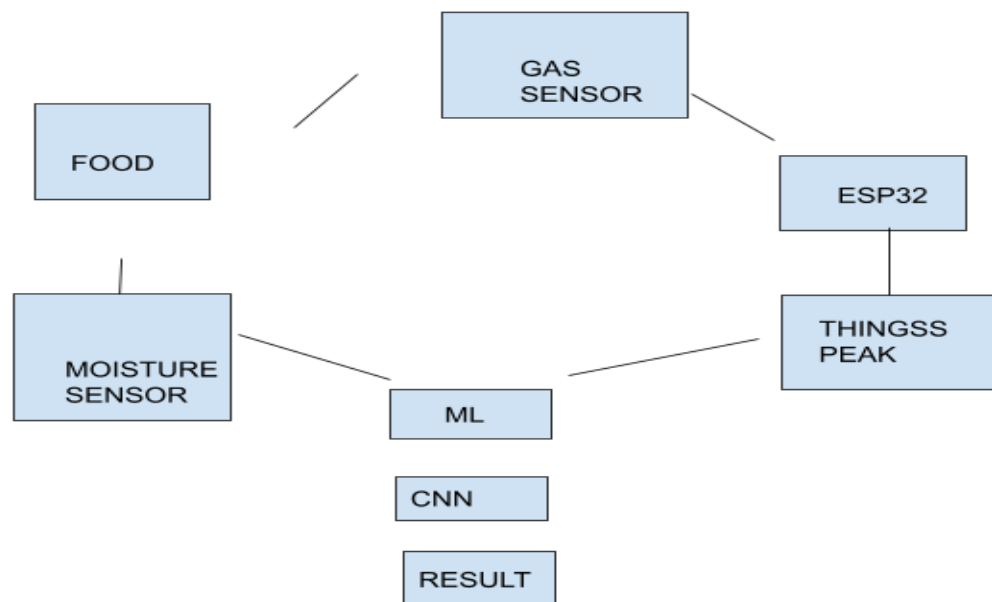 GAS
SENSOR
FOOD
ESP32
MOISTURE
SENSOR
THINGSS
PEAK
ML
CNN
RESULT